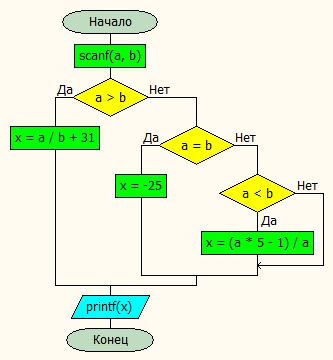 Начало
scanf(a, b)
Да
a > b
Нет
x = a / b + 31
Да
a = b
Нет
x = -25
a < b
Нет
Да
x = (a * 5 - 1) / a
printf(x)
Конец